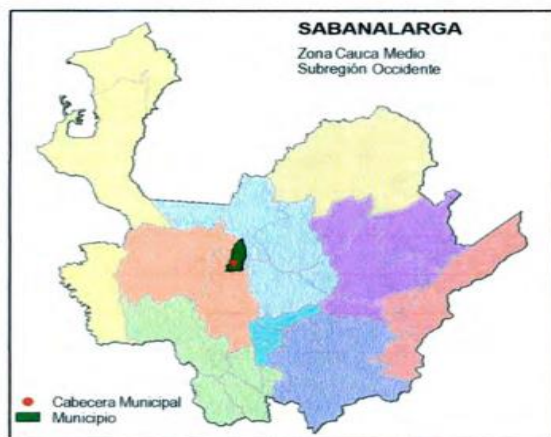 SABANALARGA
Zona Cauca Medio
Subregión Occidente
Cabecera Municipal
Municipio